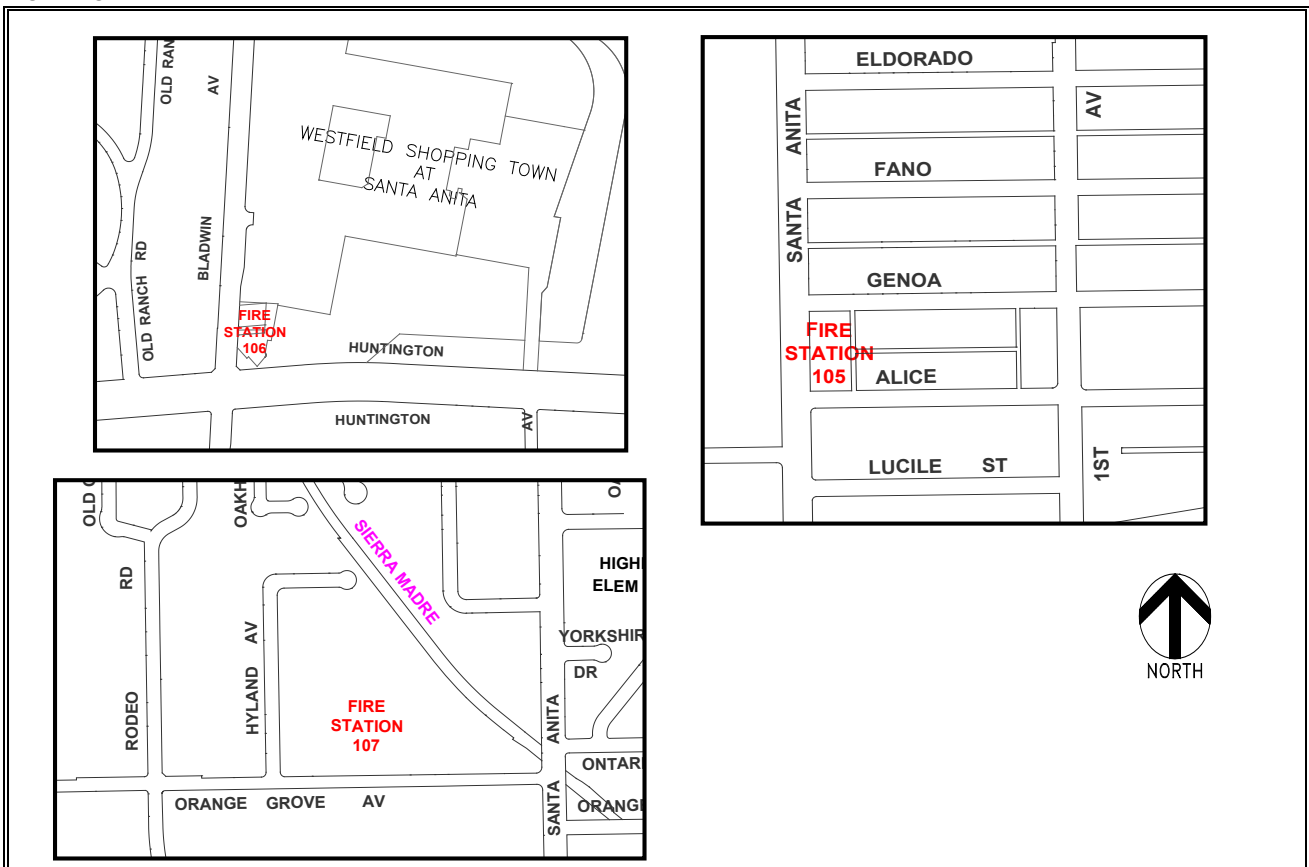 OLD RAN
AV
WESTFIELD SHOPPING TOWN
AT
SANTA ANITA
BLADWIN
OLD RANCH RD
FIRE
STATION
106
HUNTINGTON
HUNTINGTON
AV
ELDORADO
SANTA ANITA
AV
FANO
GENOA
FIRE
STATION
105
ALICE
LUCILE ST
1ST
OLD
OAKH
SIERRA MADRE
RODEO RD
HYLAND AV
FIRE
STATION
107
HIGH
ELEM
YORKSHIR
DR
SANTA ANITA
ONTAR
ORANG
ORANGE GROVE AV
NORTH